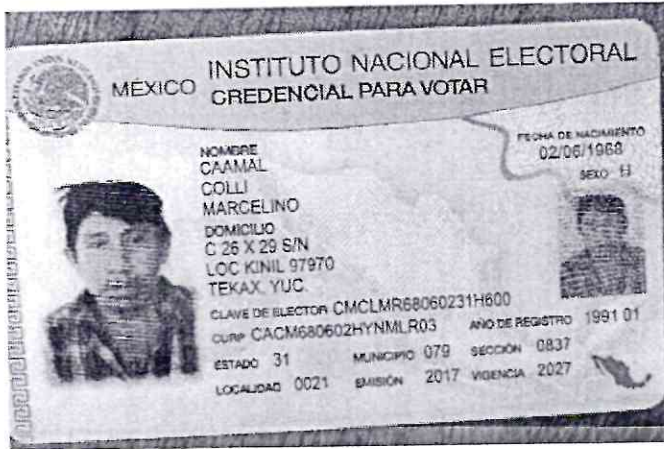 MÉXICO INSTITUTO NACIONAL ELECTORAL
CREDENCIAL PARA VOTAR
NOMBRE
CAAMAL
COLLI
MARCELINO
FECHA DE NACIMIENTO
02/06/1968
SEXO H
DOMICILIO
C 26 X 29 S/N
LOC KINIL 97970
TEKAX, YUC.
CLAVE DE ELECTOR CMCLMR68060231H600
CURP CACM680602HYNMLR03 AÑO DE REGISTRO 1991 01
ESTADO 31 MUNICIPIO 079 SECCIÓN 0837
LOCALIDAD 0021 EMISIÓN 2017 VIGENCIA 2027